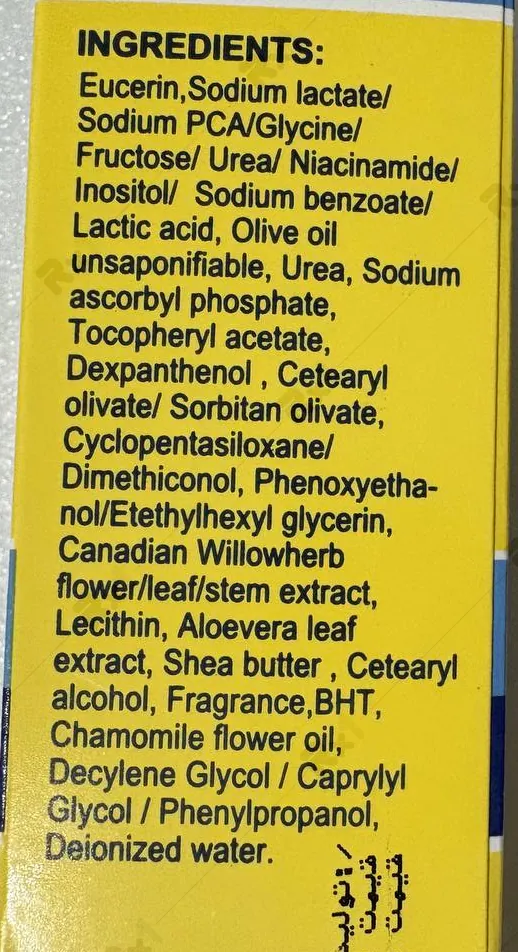 INGREDIENTS:
Eucerin,Sodium lactate/
Sodium PCA/Glycine/
Fructose/ Urea/ Niacinamide/
Inositol/ Sodium benzoate/
Lactic acid, Olive oil
unsaponifiable, Urea, Sodium
ascorbyl phosphate,
Tocopheryl acetate,
Dexpanthenol , Cetearyl
olivate/ Sorbitan olivate,
Cyclopentasiloxane/
Dimethiconol, Phenoxyetha-
nol/Etethylhexyl glycerin,
Canadian Willowherb
flower/leaf/stem extract,
Lecithin, Aloevera leaf
extract, Shea butter , Cetearyl
alcohol, Fragrance,BHT,
Chamomile flower oil,
Decylene Glycol / Caprylyl
Glycol / Phenylpropanol,
Deionized water.
قیمت
قیمت